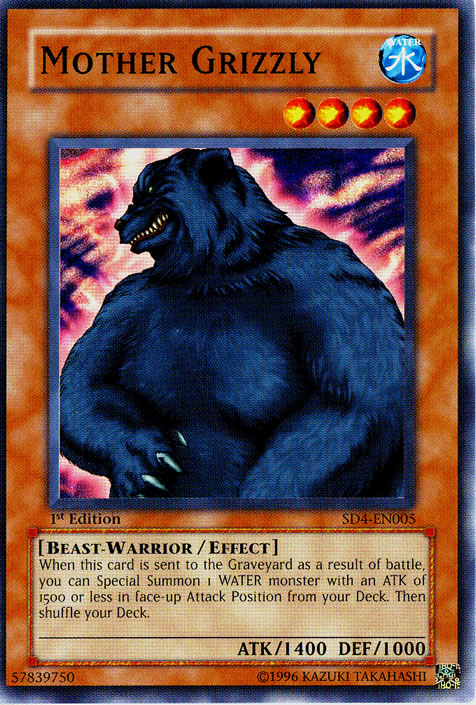 MOTHER GRIZZLY
WATER
水
1st Edition
SD4-EN005
[BEAST-WARRIOR / EFFECT]
When this card is sent to the Graveyard as a result of battle,
you can Special Summon 1 WATER monster with an ATK of
1500 or less in face-up Attack Position from your Deck. Then
shuffle your Deck.
ATK/1400 DEF/1000
57839750
©1996 KAZUKI TAKAHASHI